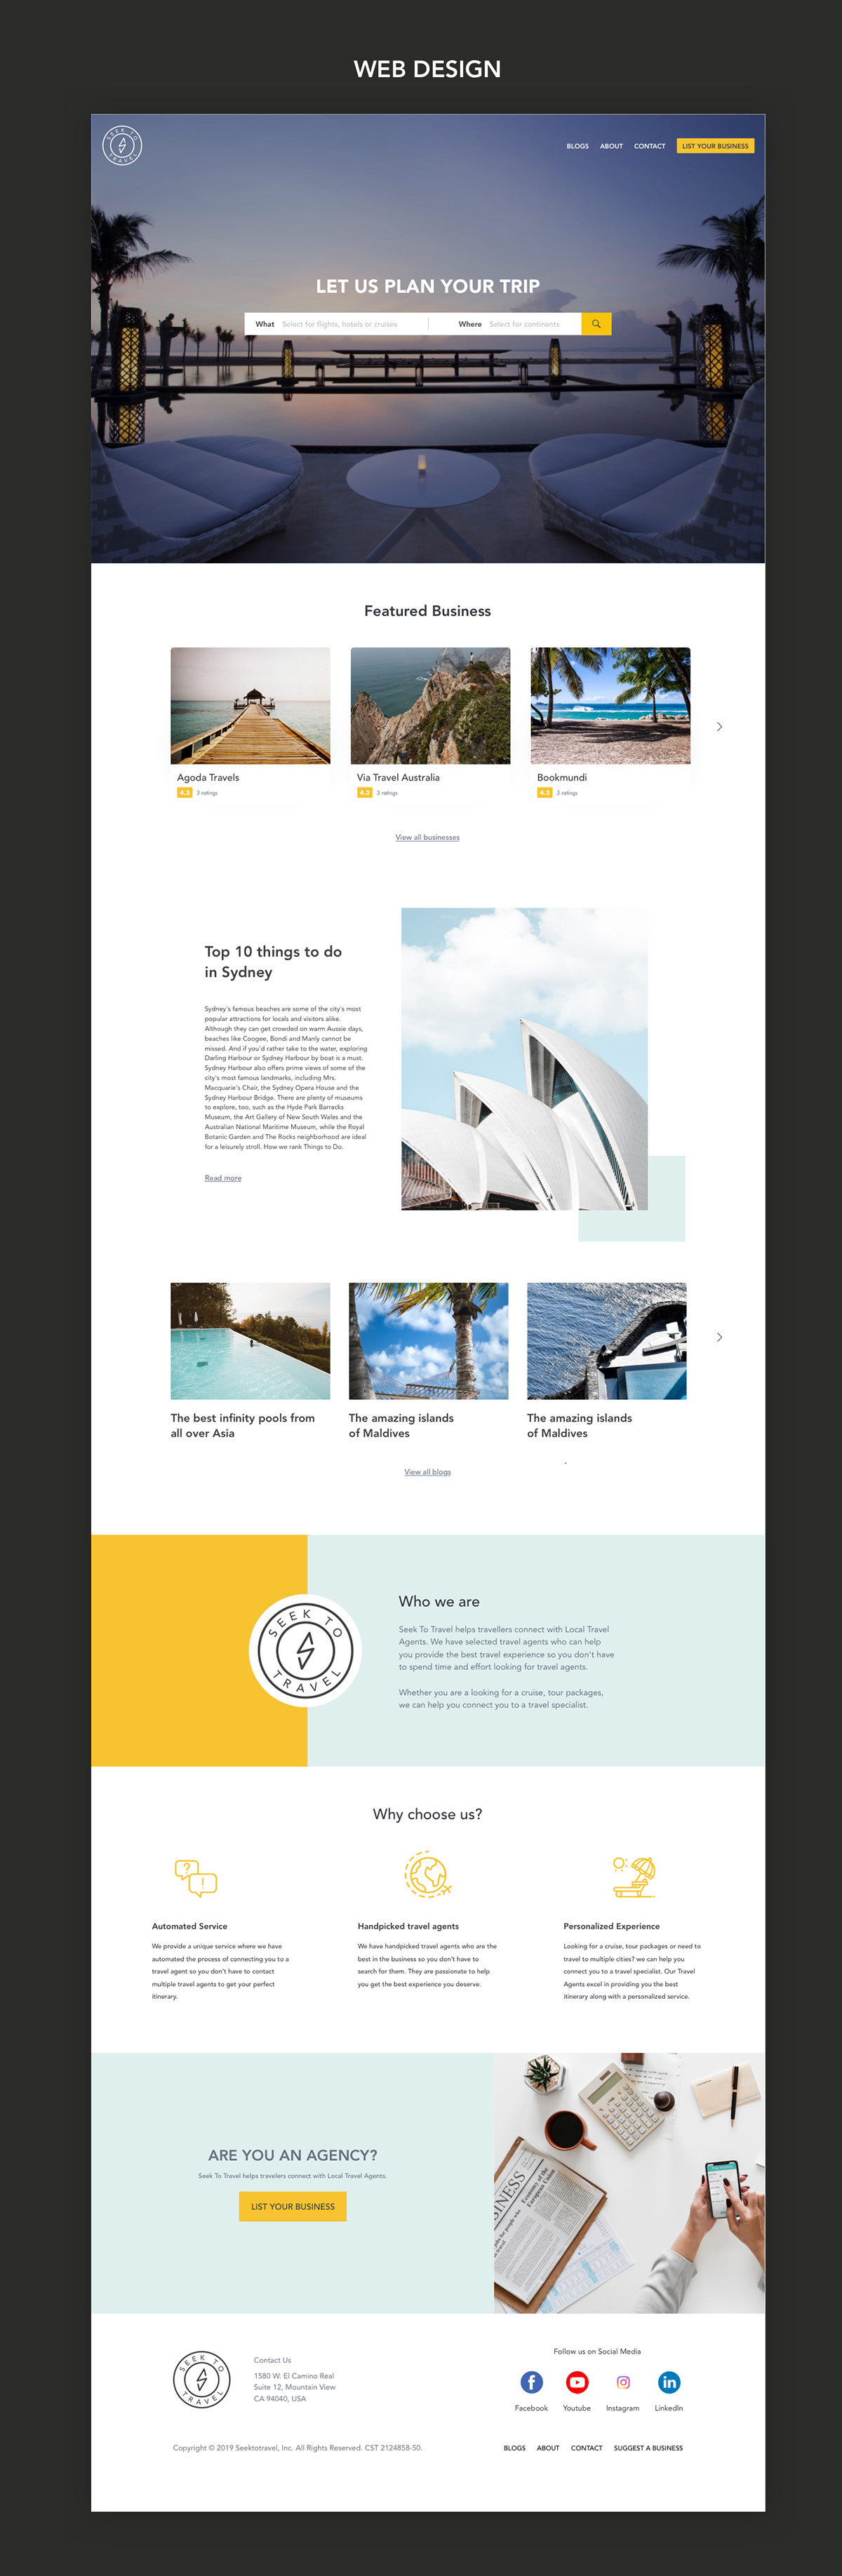 WEB DESIGN
SEEK TO TRAVEL
BLOGS ABOUT CONTACT LIST YOUR BUSINESS
LET US PLAN YOUR TRIP
What Select for flights, hotels or cruises Where Select for continents
Featured Business
Agoda Travels
4.3 3 ratings
Via Travel Australia
4.3 3 ratings
Bookmundi
4.3 3 ratings
View all businesses
Top 10 things to do
in Sydney
Sydney's famous beaches are some of the city's most
popular attractions for locals and visitors alike.
Although they can get crowded on warm Aussie days,
beaches like Coogee, Bondi and Manly cannot be
missed. And if you'd rather take to the water, exploring
Darling Harbour or Sydney Harbour by boat is a must.
Sydney Harbour also offers prime views of some of the
city's most famous landmarks, including Mrs.
Macquarie's Chair, the Sydney Opera House and the
Sydney Harbour Bridge. There are plenty of museums
to explore, too, such as the Hyde Park Barracks
Museum, the Art Gallery of New South Wales and the
Australian National Maritime Museum, while the Royal
Botanic Garden and The Rocks neighborhood are ideal
for a leisurely stroll. How we rank Things to Do.
Read more
The best infinity pools from
all over Asia
The amazing islands
of Maldives
The amazing islands
of Maldives
View all blogs
SEEK TO TRAVEL
Who we are
Seek To Travel helps travellers connect with Local Travel
Agents. We have selected travel agents who can help
you provide the best travel experience so you don't have
to spend time and effort looking for travel agents.
Whether you are a looking for a cruise, tour packages,
we can help you connect you to a travel specialist.
Why choose us?
Automated Service
We provide a unique service where we have
automated the process of connecting you to a
travel agent so you don't have to contact
multiple travel agents to get your perfect
itinerary.
Handpicked travel agents
We have handpicked travel agents who are the
best in the business so you don't have to
search for them. They are passionate to help
you get the best experience you deserve.
Personalized Experience
Looking for a cruise, tour packages or need to
travel to multiple cities? we can help you
connect you to a travel specialist. Our Travel
Agents excel in providing you the best
itinerary along with a personalized service.
ARE YOU AN AGENCY?
Seek To Travel helps travelers connect with Local Travel Agents.
LIST YOUR BUSINESS
Economy of the
European Union
SEEK TO TRAVEL
Contact Us
1580 W. El Camino Real
Suite 12, Mountain View
CA 94040, USA
Follow us on Social Media
Facebook Youtube Instagram LinkedIn
Copyright © 2019 Seektotravel, Inc. All Rights Reserved. CST 2124858-50.
BLOGS ABOUT CONTACT SUGGEST A BUSINESS